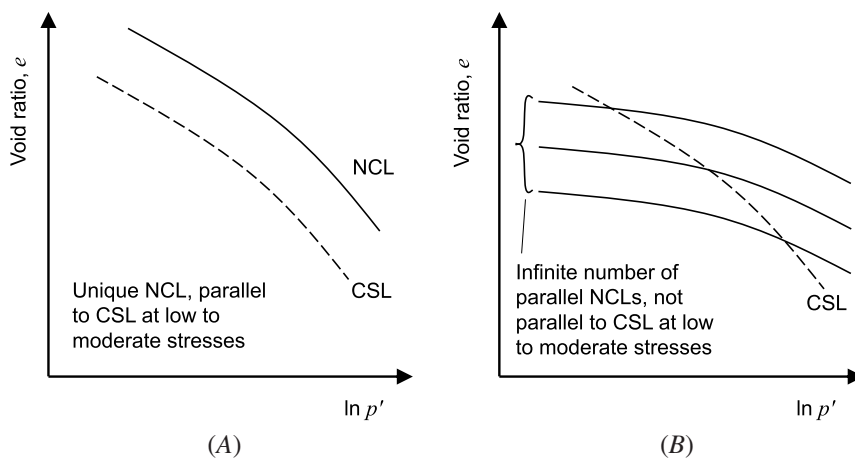 Void ratio, e
NCL
CSL
Unique NCL, parallel
to CSL at low to
moderate stresses
ln p′
(A)
Void ratio, e
Infinite number of
parallel NCLs, not
parallel to CSL at low
to moderate stresses
CSL
ln p′
(B)